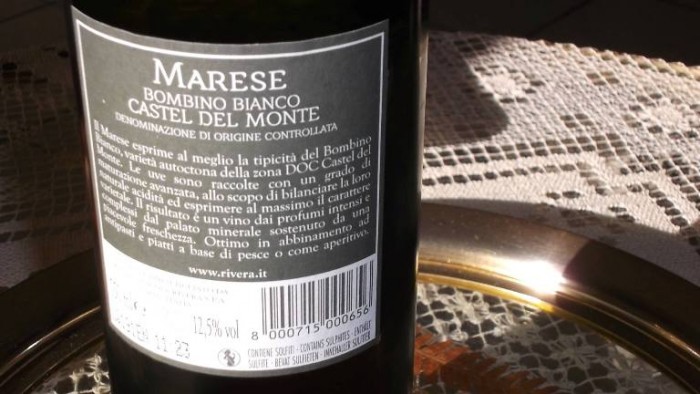 MARESE
BOMBINO BIANCO
CASTEL DEL MONTE
DENOMINAZIONE DI ORIGINE CONTROLLATA
Il Marese esprime al meglio la tipicità del Bombino
Bianco, varietà autoctona della zona DOC Castel del
Monte. Le uve sono raccolte con un grado di
maturazione avanzata, allo scopo di bilanciare la loro
naturale acidità ed esprimere al massimo il carattere
varietale. Il risultato é un vino dai profumi intensi e
complessi dal palato minerale sostenuto da una
piacevole freschezza. Ottimo in abbinamento ad
antipasti e piatti a base di pesce o come aperitivo.
www.rivera.it
12,5% vol
11 23
8 000715 000656
CONTIENE SOLFITI - CONTAINS SULPHITES - ENTHÄLT
SULFITE -